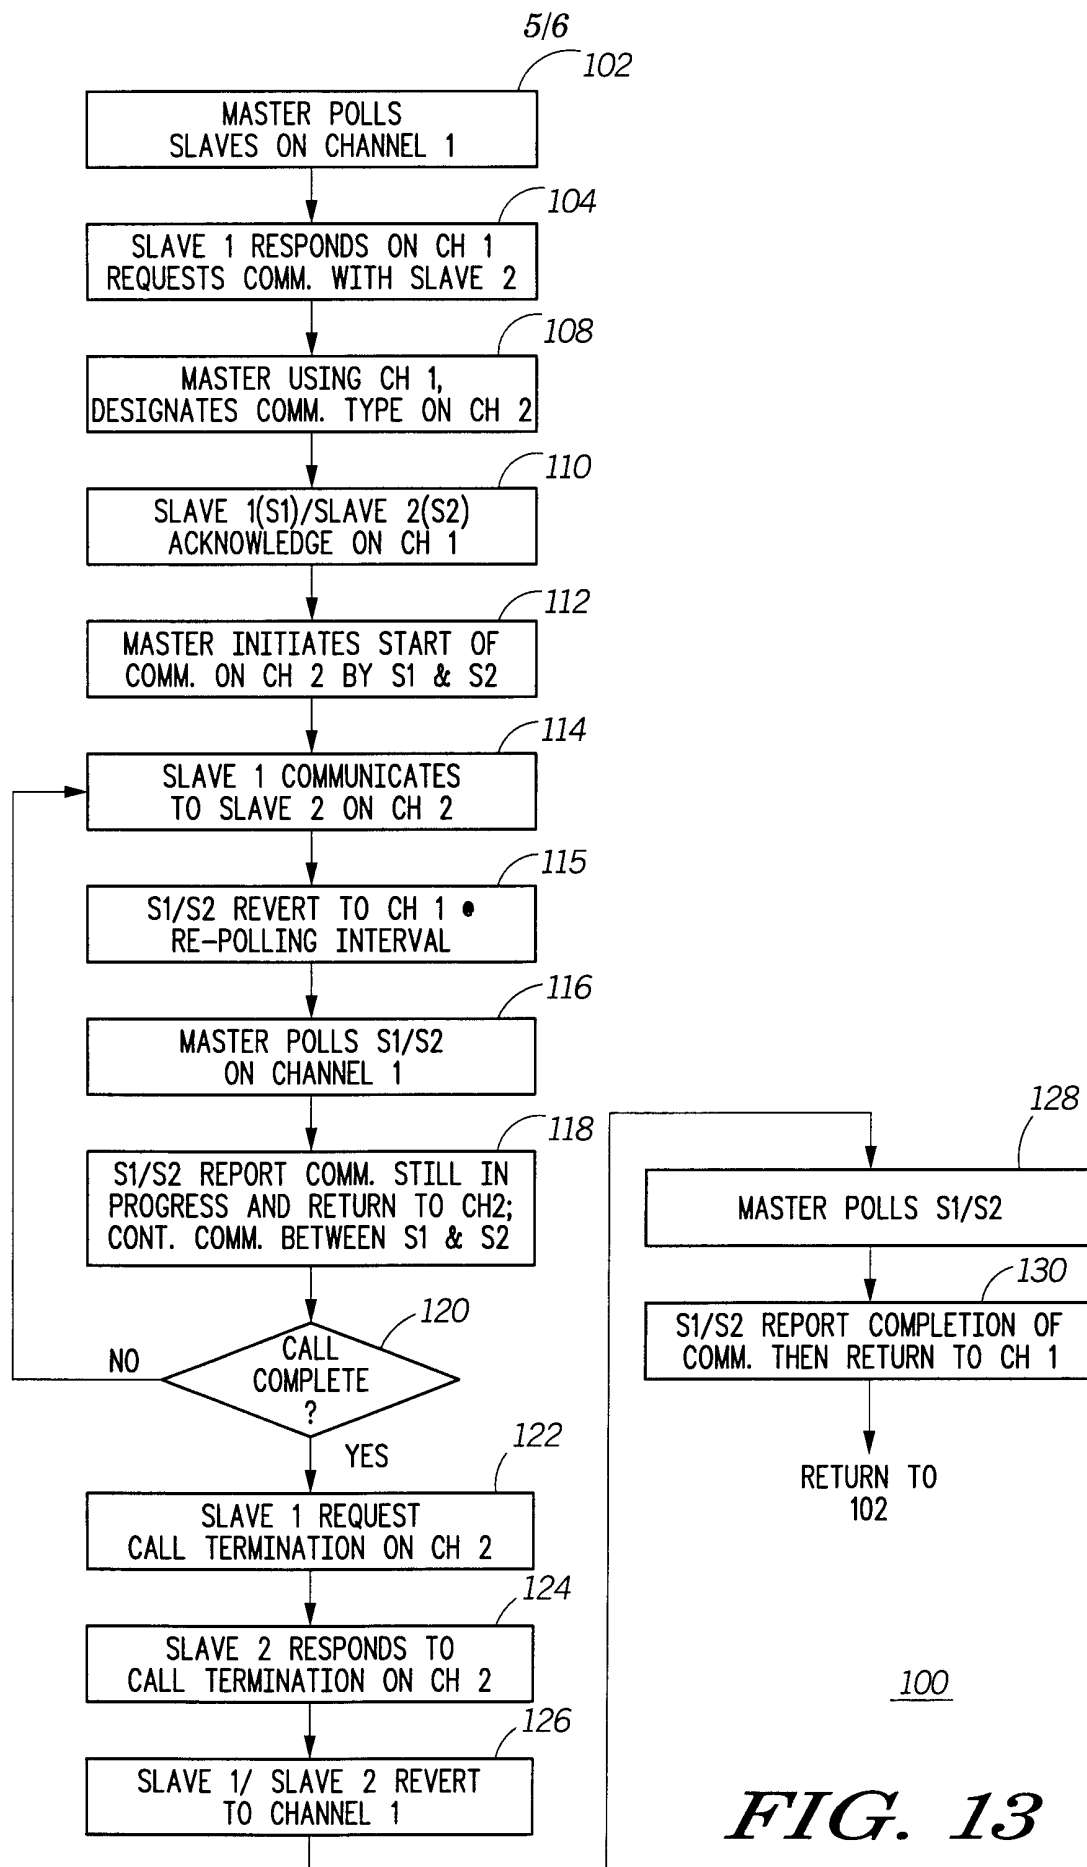 5/6
102
MASTER POLLS
SLAVES ON CHANNEL 1
104
SLAVE 1 RESPONDS ON CH 1
REQUESTS COMM. WITH SLAVE 2
108
MASTER USING CH 1,
DESIGNATES COMM. TYPE ON CH 2
110
SLAVE 1(S1)/SLAVE 2(S2)
ACKNOWLEDGE ON CH 1
112
MASTER INITIATES START OF
COMM. ON CH 2 BY S1 & S2
114
SLAVE 1 COMMUNICATES
TO SLAVE 2 ON CH 2
115
S1/S2 REVERT TO CH 1 •
RE-POLLING INTERVAL
116
MASTER POLLS S1/S2
ON CHANNEL 1
118
S1/S2 REPORT COMM. STILL IN
PROGRESS AND RETURN TO CH2;
CONT. COMM. BETWEEN S1 & S2
120
CALL
COMPLETE
?
NO
YES
122
SLAVE 1 REQUEST
CALL TERMINATION ON CH 2
124
SLAVE 2 RESPONDS TO
CALL TERMINATION ON CH 2
126
SLAVE 1/ SLAVE 2 REVERT
TO CHANNEL 1
128
MASTER POLLS S1/S2
130
S1/S2 REPORT COMPLETION OF
COMM. THEN RETURN TO CH 1
RETURN TO
102
100
FIG. 13